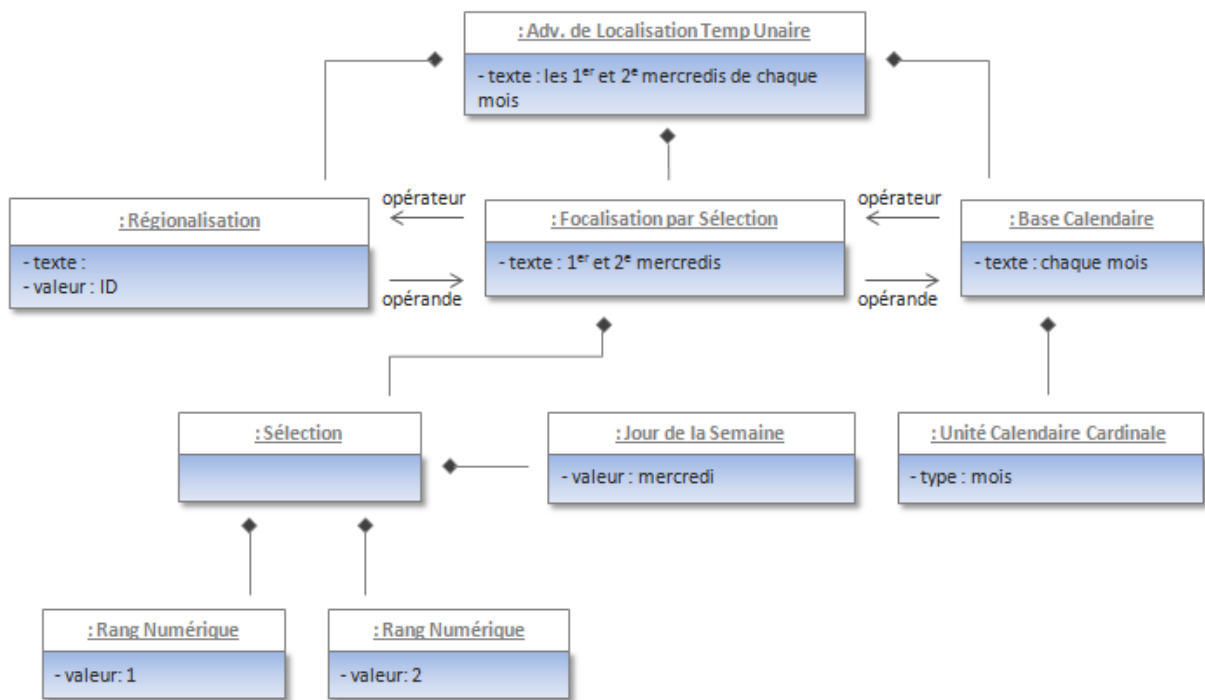 : Adv. de Localisation Temp Unaire
- texte : les 1er et 2e mercredis de chaque
mois
opérateur
opérateur
: Régionalisation
: Focalisation par Sélection
: Base Calendaire
- texte :
- valeur : ID
- texte : 1er et 2e mercredis
- texte : chaque mois
opérande
opérande
: Sélection
: Jour de la Semaine
: Unité Calendaire Cardinale
- valeur : mercredi
- type : mois
: Rang Numérique
: Rang Numérique
- valeur: 1
- valeur: 2